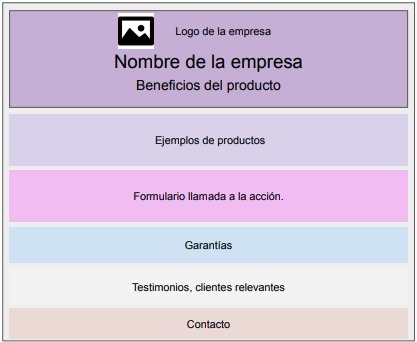 Logo de la empresa
Nombre de la empresa
Beneficios del producto
Ejemplos de productos
Formulario llamada a la acción.
Garantías
Testimonios, clientes relevantes
Contacto